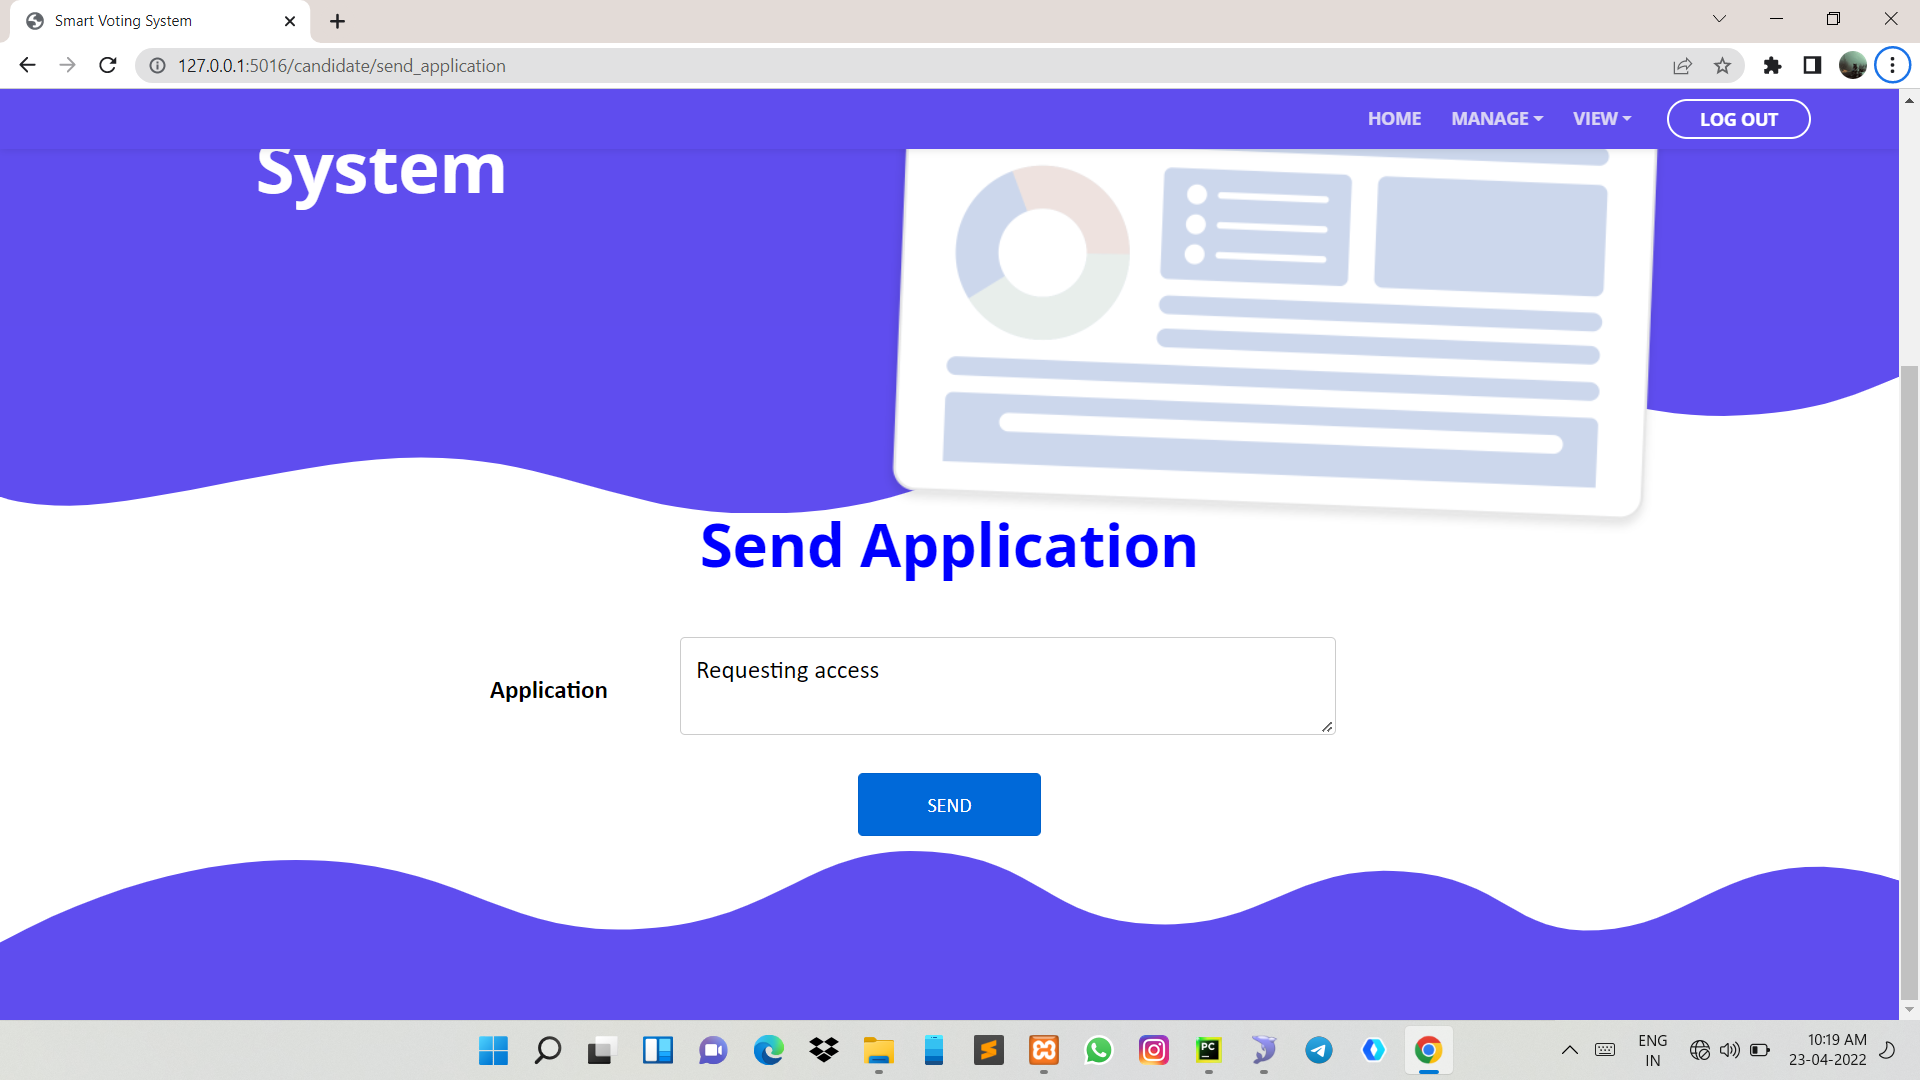 Smart Voting System
127.0.0.1:5016/candidate/send_application
HOME MANAGE VIEW LOG OUT
System
Send Application
Application
Requesting access
SEND
PC
ENG
IN
10:19 AM
23-04-2022